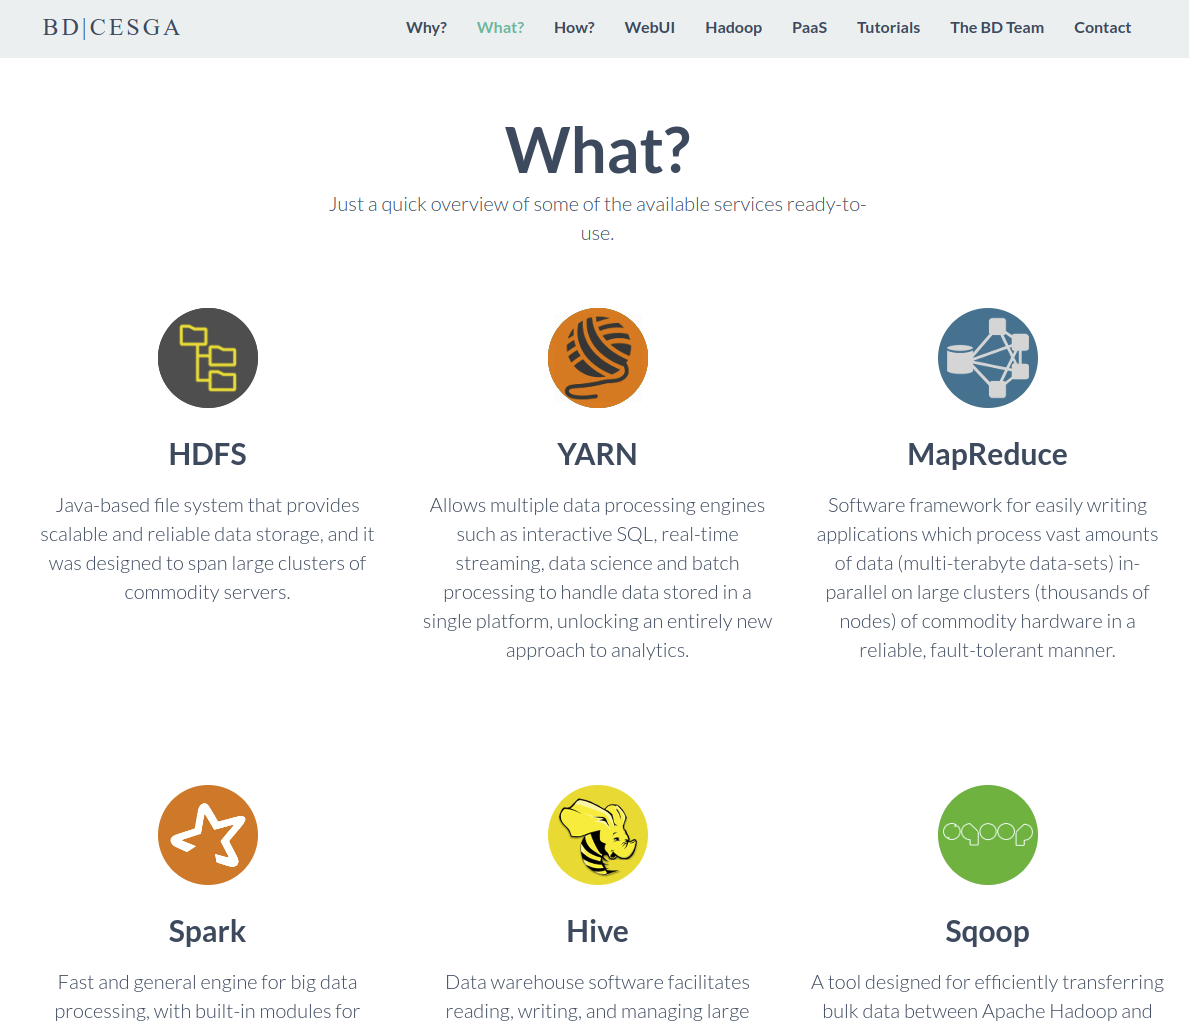 BD|CESGA
Why? What? How? WebUI Hadoop PaaS Tutorials The BD Team Contact
What?
Just a quick overview of some of the available services ready-to-
use.
HDFS
Java-based file system that provides
scalable and reliable data storage, and it
was designed to span large clusters of
commodity servers.
YARN
Allows multiple data processing engines
such as interactive SQL, real-time
streaming, data science and batch
processing to handle data stored in a
single platform, unlocking an entirely new
approach to analytics.
MapReduce
Software framework for easily writing
applications which process vast amounts
of data (multi-terabyte data-sets) in-
parallel on large clusters (thousands of
nodes) of commodity hardware in a
reliable, fault-tolerant manner.
Spark
Fast and general engine for big data
processing, with built-in modules for
Hive
Data warehouse software facilitates
reading, writing, and managing large
sqoop
Sqoop
A tool designed for efficiently transferring
bulk data between Apache Hadoop and